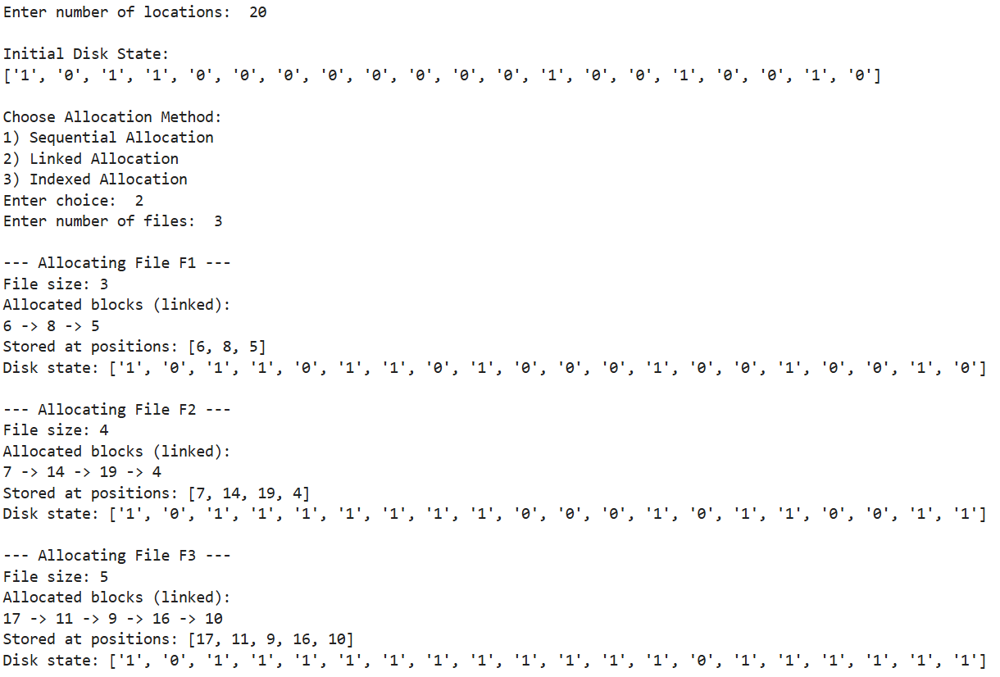 Enter number of locations:  20
Initial Disk State:
['1', '0', '1', '1', '0', '0', '0', '0', '0', '0', '0', '0', '1', '0', '0', '1', '0', '0', '1', '0']
Choose Allocation Method:
1) Sequential Allocation
2) Linked Allocation
3) Indexed Allocation
Enter choice:  2
Enter number of files:  3
--- Allocating File F1 ---
File size: 3
Allocated blocks (linked):
6 -> 8 -> 5
Stored at positions: [6, 8, 5]
Disk state: ['1', '0', '1', '1', '0', '1', '1', '0', '1', '0', '0', '0', '1', '0', '0', '1', '0', '0', '1', '0']
--- Allocating File F2 ---
File size: 4
Allocated blocks (linked):
7 -> 14 -> 19 -> 4
Stored at positions: [7, 14, 19, 4]
Disk state: ['1', '0', '1', '1', '1', '1', '1', '1', '1', '0', '0', '0', '1', '0', '1', '1', '0', '0', '1', '1']
--- Allocating File F3 ---
File size: 5
Allocated blocks (linked):
17 -> 11 -> 9 -> 16 -> 10
Stored at positions: [17, 11, 9, 16, 10]
Disk state: ['1', '0', '1', '1', '1', '1', '1', '1', '1', '1', '1', '1', '1', '0', '1', '1', '1', '1', '1', '1']